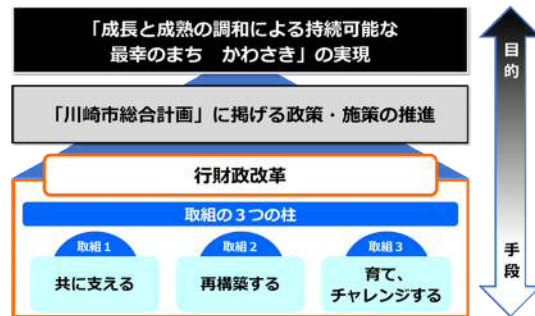 「成長と成熟の調和による持続可能な
最幸のまち　かわさき」の実現
「川崎市総合計画」に掲げる政策・施策の推進
行財政改革
取組の３つの柱
取組１
共に支える
取組２
再構築する
取組３
育て、
チャレンジする
目的
手段